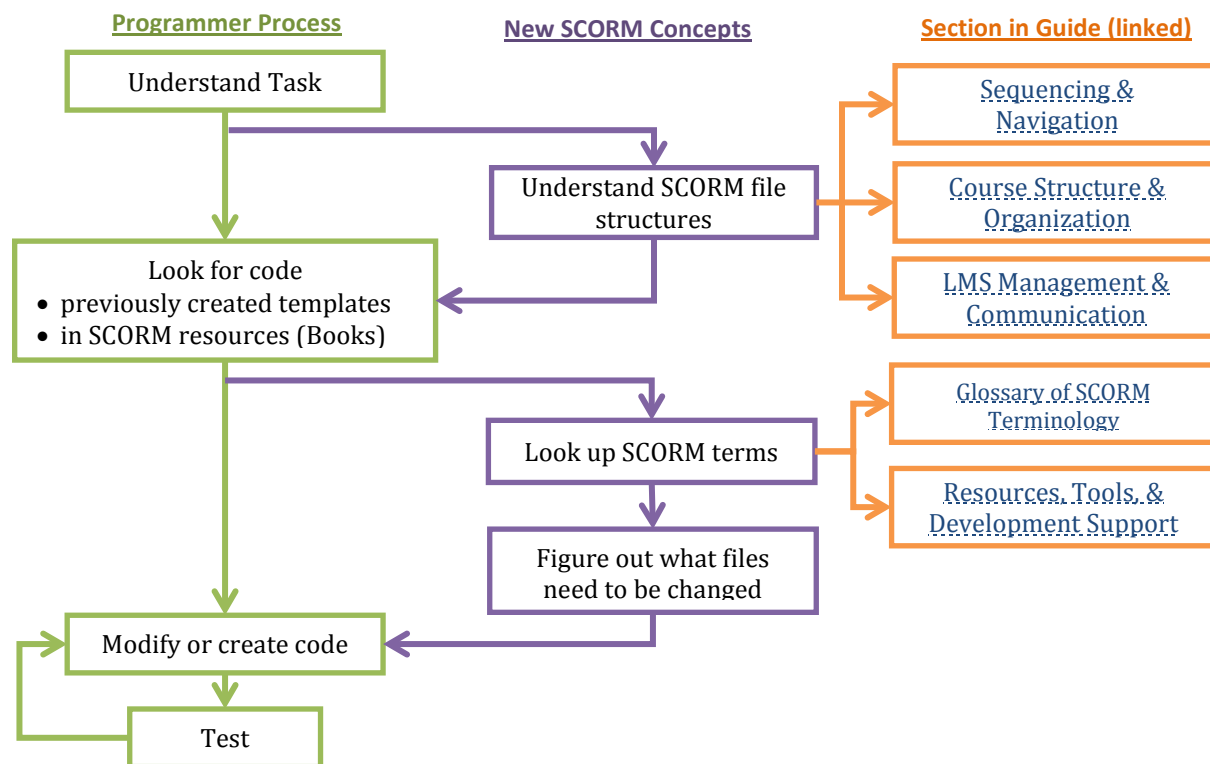 Programmer Process
New SCORM Concepts
Section in Guide (linked)
Understand Task
Sequencing &
Navigation
Understand SCORM file
structures
Course Structure &
Organization
Look for code
• previously created templates
• in SCORM resources (Books)
LMS Management &
Communication
Glossary of SCORM
Terminology
Look up SCORM terms
Resources, Tools, &
Development Support
Figure out what files
need to be changed
Modify or create code
Test